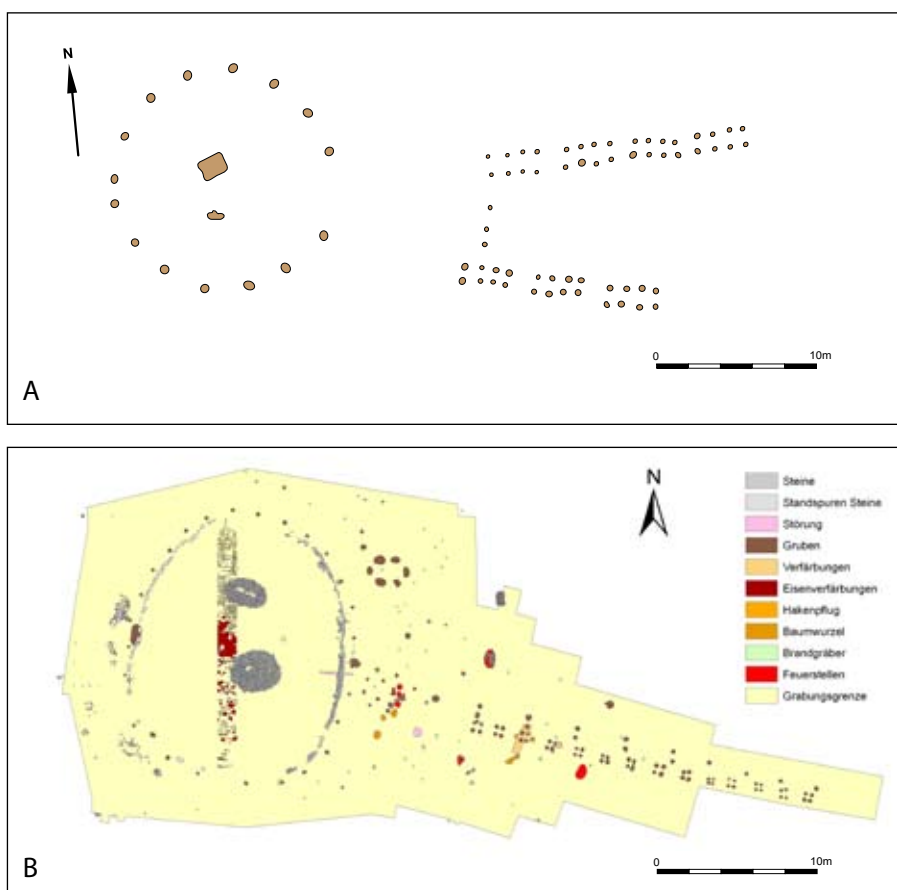 N
0 10m
A
N
Steine
Standspuren Steine
Störung
Gruben
Verfärbungen
Eisenverfärbungen
Hakenpflug
Baumwurzel
Brandgräber
Feuerstellen
Grabungsgrenze
0 10m
B